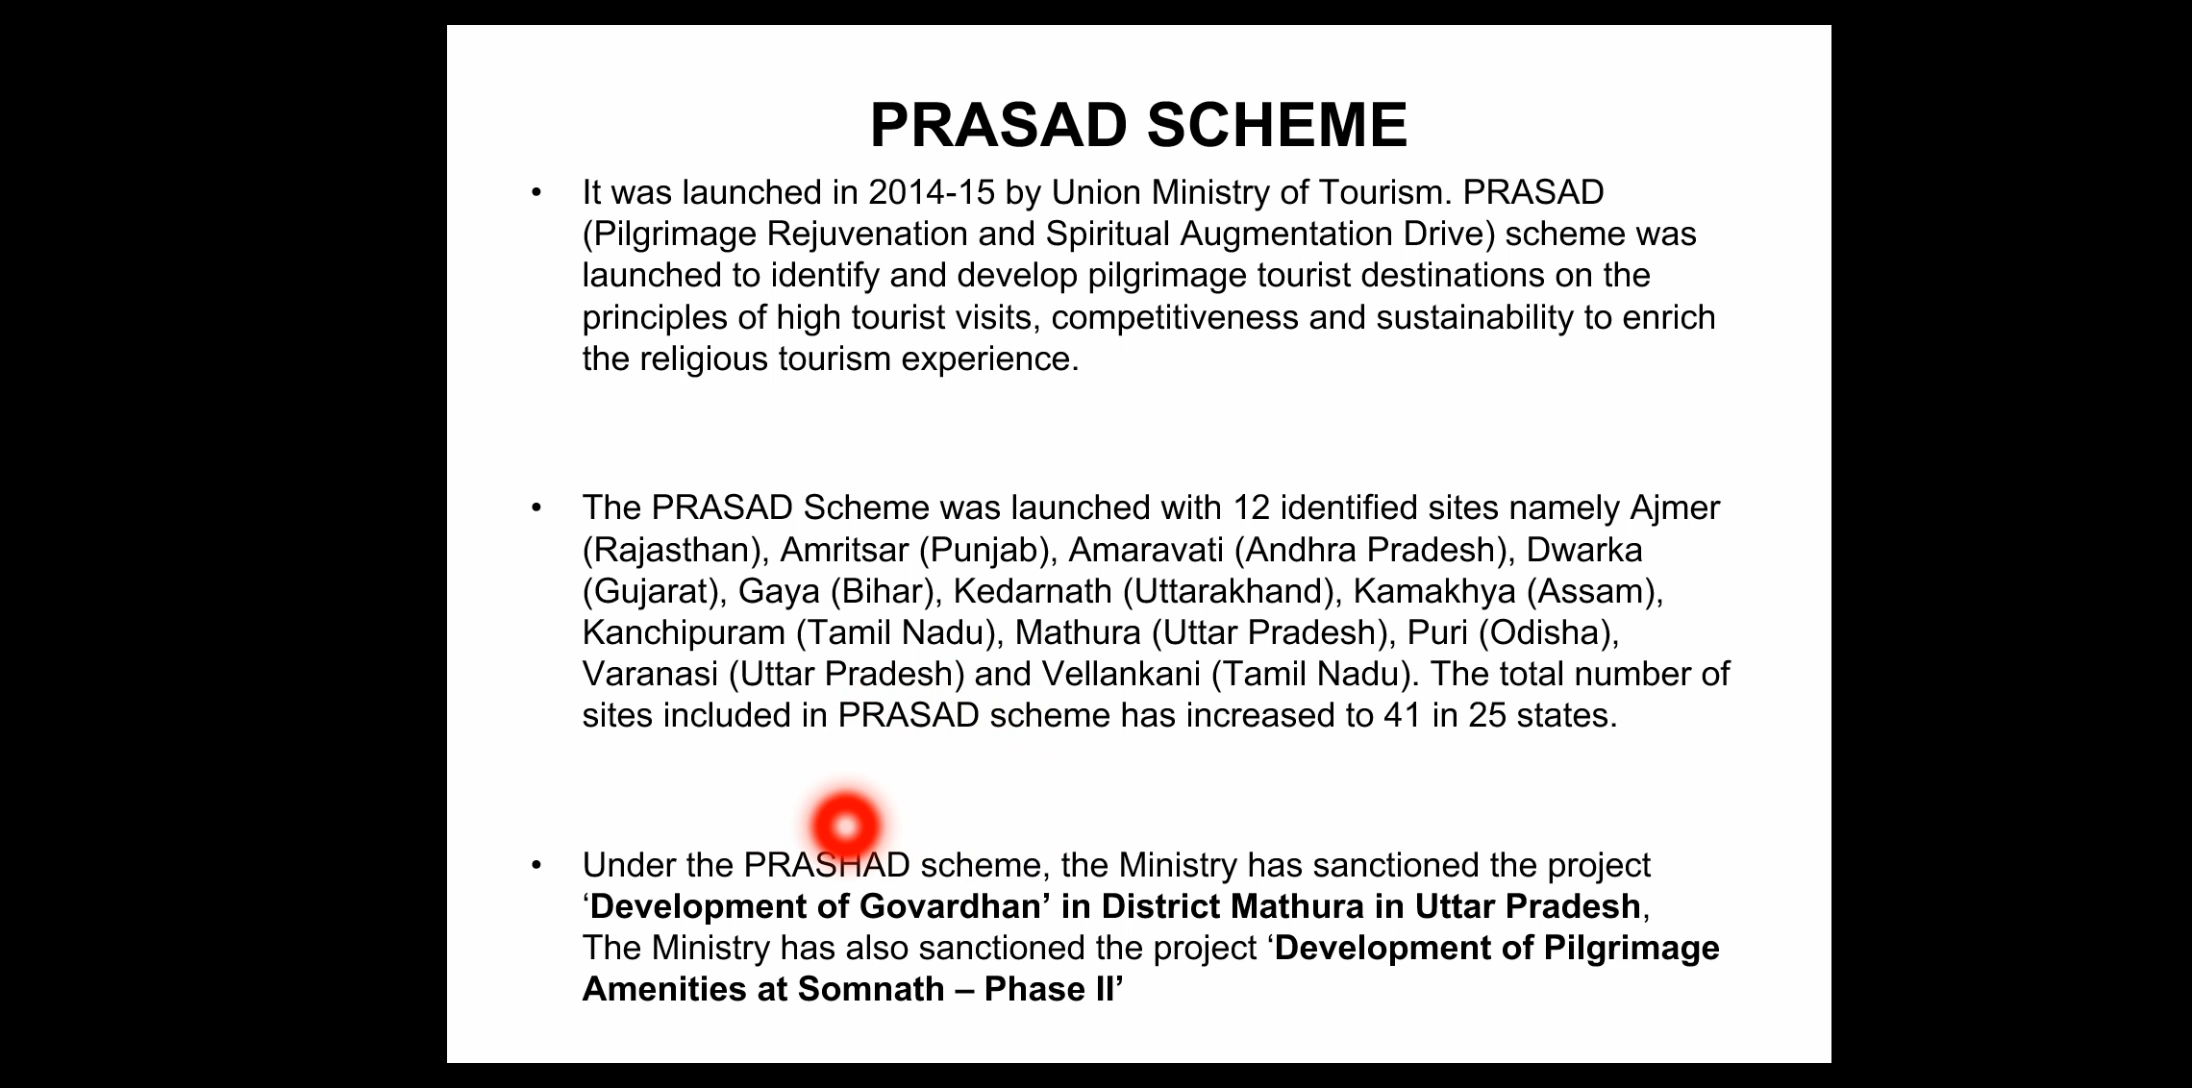 PRASAD SCHEME
• It was launched in 2014-15 by Union Ministry of Tourism. PRASAD
(Pilgrimage Rejuvenation and Spiritual Augmentation Drive) scheme was
launched to identify and develop pilgrimage tourist destinations on the
principles of high tourist visits, competitiveness and sustainability to enrich
the religious tourism experience.
• The PRASAD Scheme was launched with 12 identified sites namely Ajmer
(Rajasthan), Amritsar (Punjab), Amaravati (Andhra Pradesh), Dwarka
(Gujarat), Gaya (Bihar), Kedarnath (Uttarakhand), Kamakhya (Assam),
Kanchipuram (Tamil Nadu), Mathura (Uttar Pradesh), Puri (Odisha),
Varanasi (Uttar Pradesh) and Vellankani (Tamil Nadu). The total number of
sites included in PRASAD scheme has increased to 41 in 25 states.
• Under the PRASHAD scheme, the Ministry has sanctioned the project
‘Development of Govardhan’ in District Mathura in Uttar Pradesh,
The Ministry has also sanctioned the project ‘Development of Pilgrimage
Amenities at Somnath – Phase II’